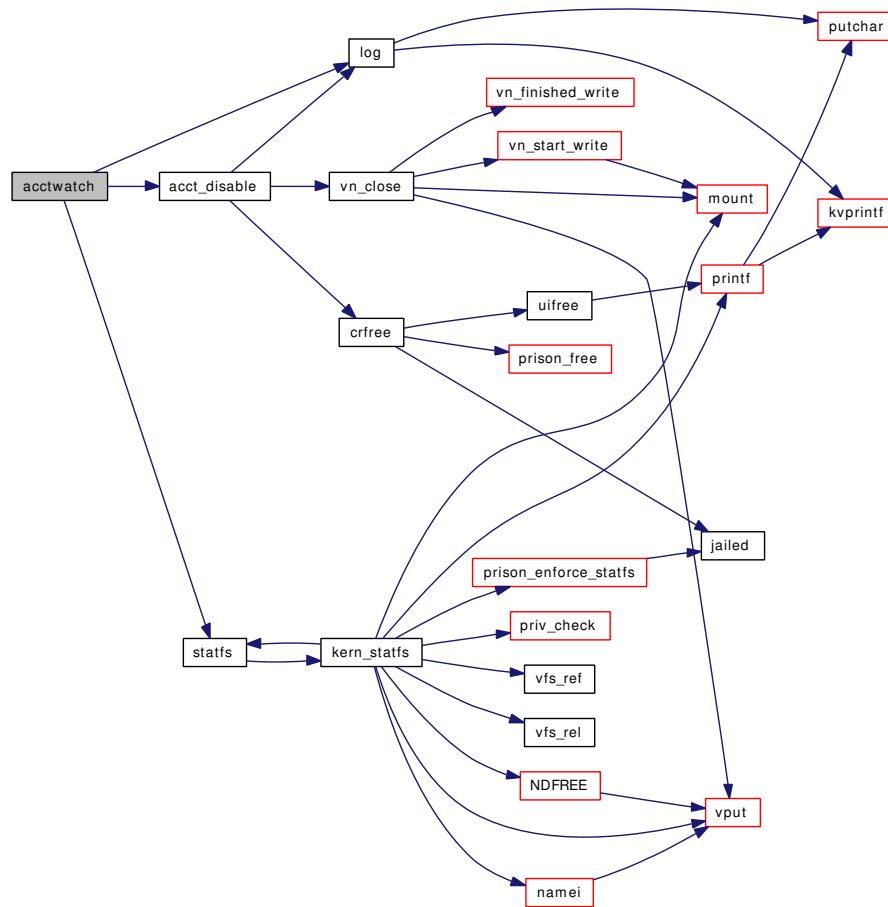 putchar
log
vn_finished_write
vn_start_write
acctwatch
acct_disable
vn_close
mount
kvprintf
printf
uifree
crfree
prison_free
jailed
prison_enforce_statfs
priv_check
statfs
kern_statfs
vfs_ref
vfs_rel
NDFREE
vput
namei